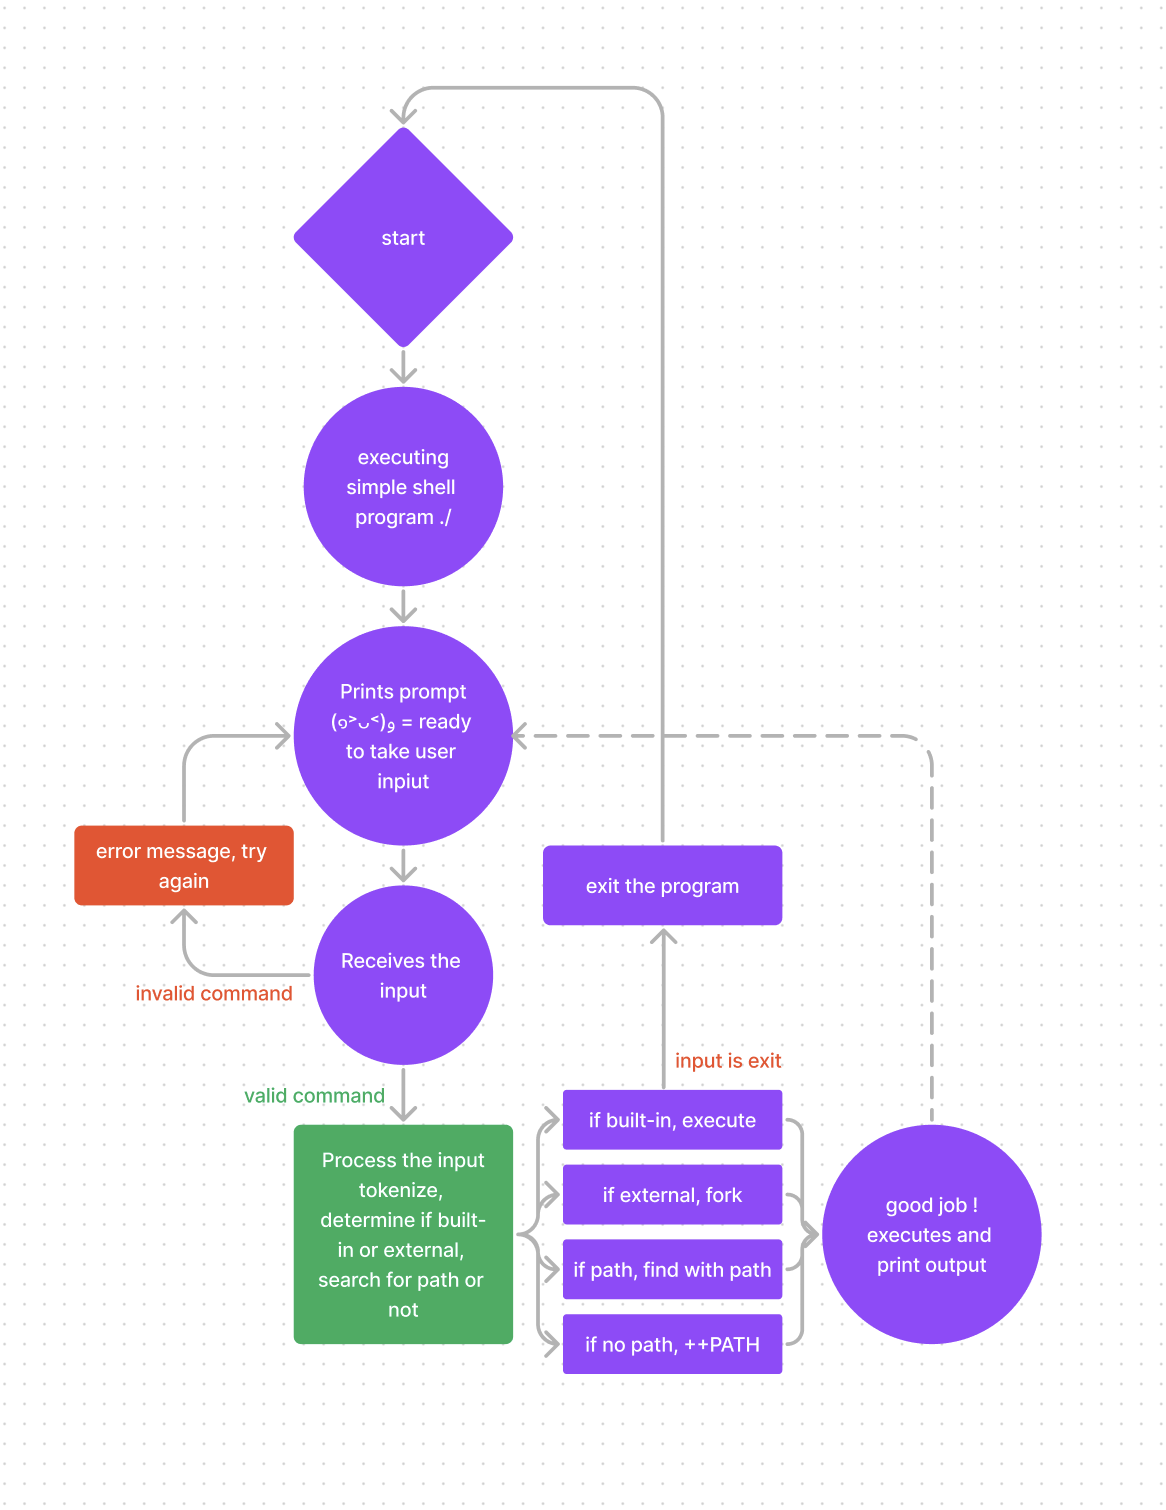 start
executing
simple shell
program ./
Prints prompt
(ʚ˃ᴗ˂)و = ready
to take user
inpiut
error message, try
again
exit the program
Receives the
input
invalid command
input is exit
valid command
if built-in, execute
Process the input
tokenize,
determine if built-
in or external,
search for path or
not
if external, fork
if path, find with path
if no path, ++PATH
good job !
executes and
print output